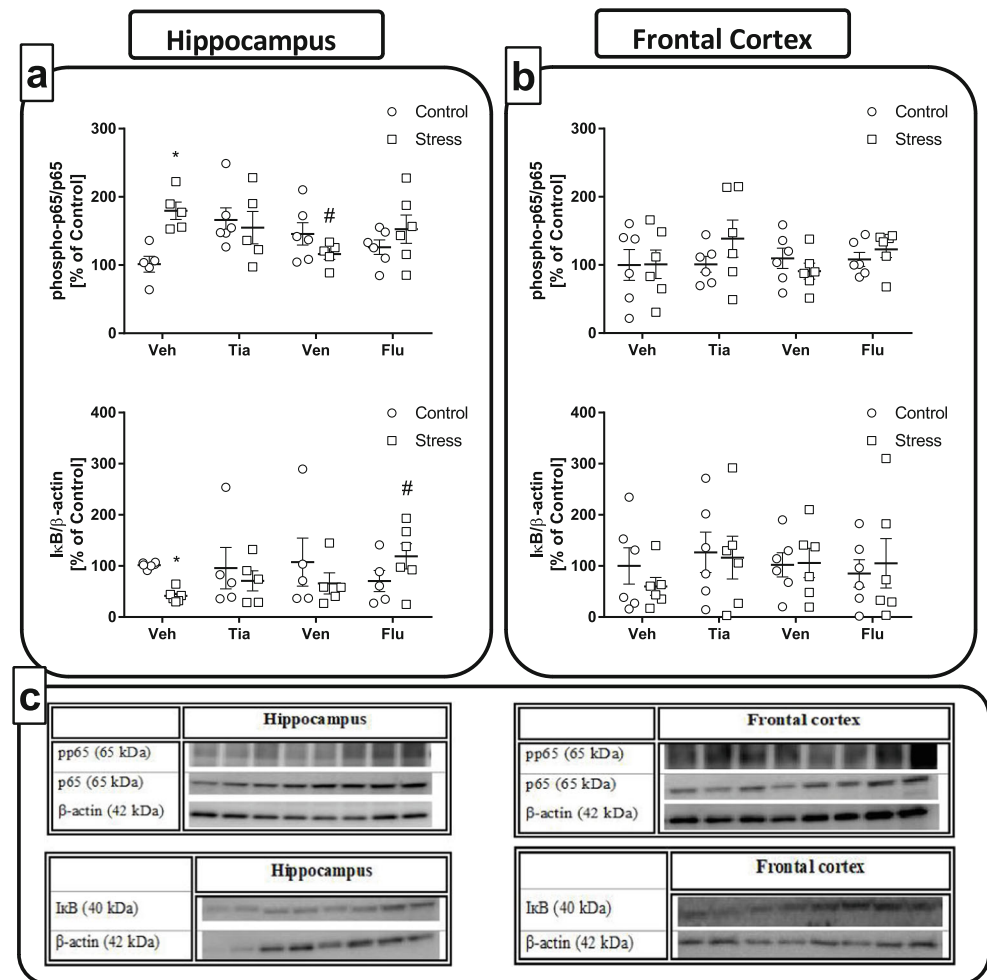 Hippocampus
Frontal Cortex
a
Control
Stress
phospho-p65/p65
[% of Control]
300
200
100
0
*
#
Veh Tia Ven Flu
Control
Stress
IκB/β-actin
[% of Control]
400
300
200
100
0
*
#
Veh Tia Ven Flu
b
Control
Stress
phospho-p65/p65
[% of Control]
300
200
100
0
Veh Tia Ven Flu
Control
Stress
IκB/β-actin
[% of Control]
400
300
200
100
0
Veh Tia Ven Flu
c
Hippocampus
pp65 (65 kDa)
p65 (65 kDa)
β-actin (42 kDa)
Frontal cortex
pp65 (65 kDa)
p65 (65 kDa)
β-actin (42 kDa)
Hippocampus
IκB (40 kDa)
β-actin (42 kDa)
Frontal cortex
IκB (40 kDa)
β-actin (42 kDa)